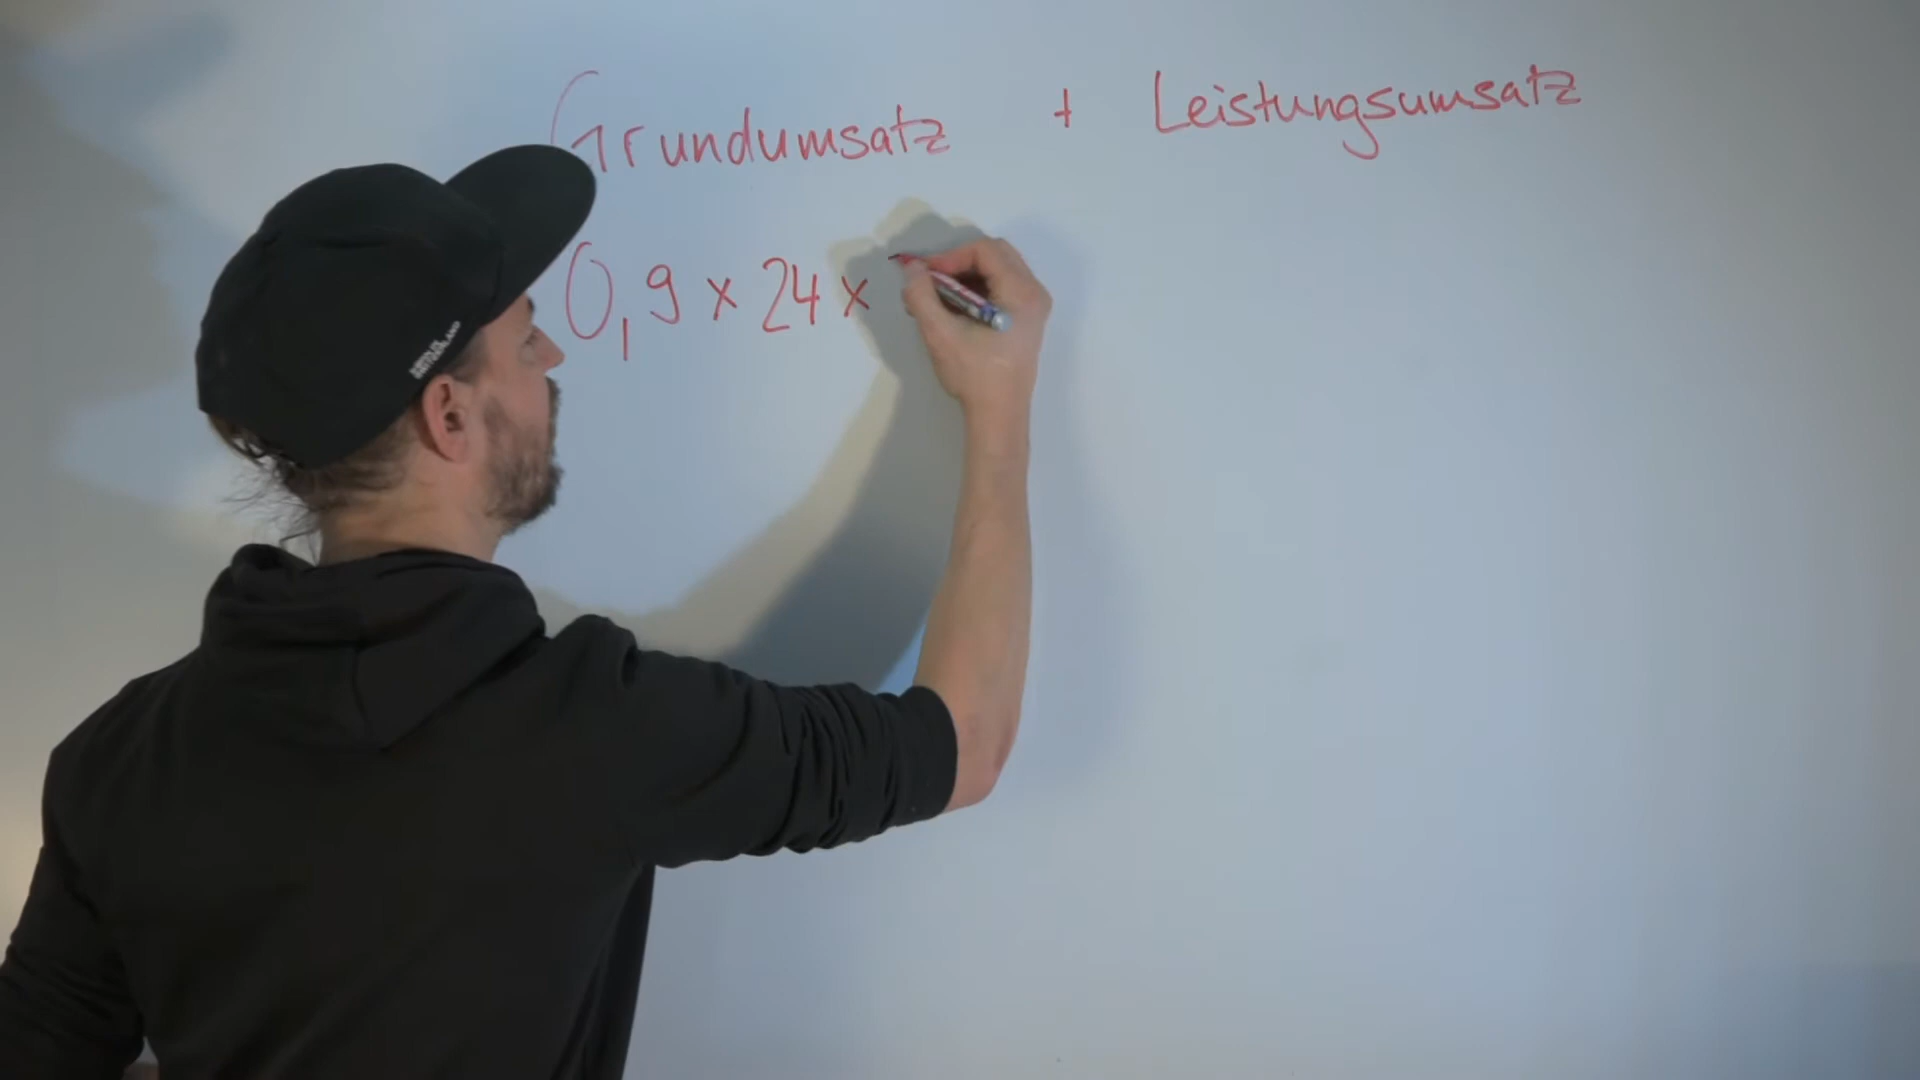 Grundumsatz + Leistungsumsatz
0,9 x 24 x